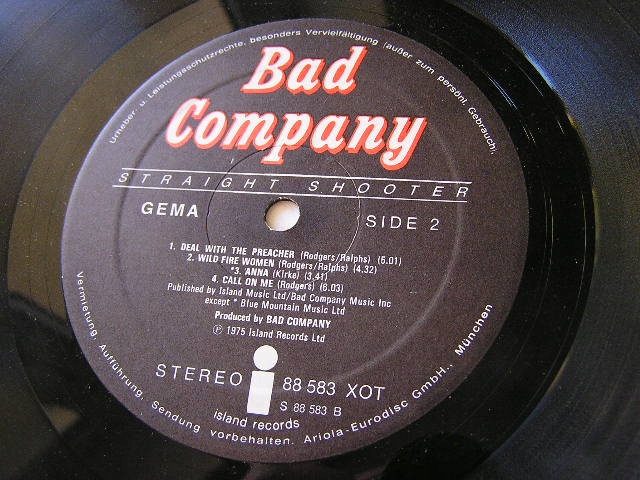 Urheber. u. Leistungsschutzrechte, besonders Vervielfältigung (außer zum persönl. Gebrauch),
Bad
Company
STRAIGHT SHOOTER
GEMA
SIDE 2
1. DEAL WITH THE PREACHER (Rodgers/Ralphs) (5.01)
2. WILD FIRE WOMEN (Rodgers/Ralphs) (4.32)
*3. ANNA (Kirke) (3.41)
4. CALL ON ME (Rodgers) (6.03)
Published by Island Music Ltd/Bad Company Music Inc
except * Blue Mountain Music Ltd
Produced by BAD COMPANY
℗ 1975 Island Records Ltd
STEREO
i
88 583 XOT
S 88 583 B
island records
Vermietung, Aufführung, Sendung vorbehalten. Ariola-Eurodisc GmbH., München